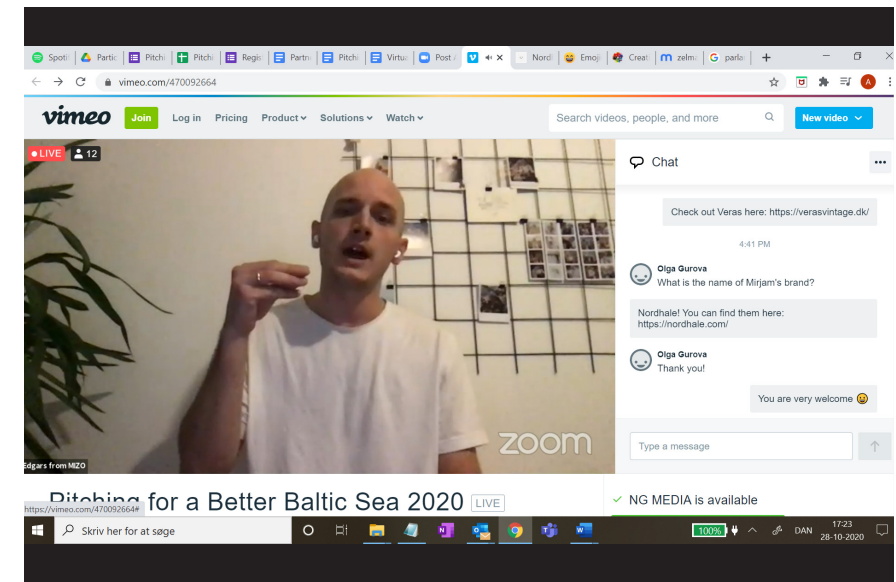 Spoti
Partic
Pitchi
Pitchi
Regis
Partn
Pitchi
Virtua
Post /
Nordi
Emoji
Creat
zelma
parla
vimeo.com/470092664
vimeo
Join
Log in
Pricing
Product
Solutions
Watch
Search videos, people, and more
New video
LIVE
12
zoom
Edgars from MIZO
Chat
Check out Veras here: https://verasvintage.dk/
4:41 PM
Olga Gurova
What is the name of Mirjam's brand?
Nordhale! You can find them here:
https://nordhale.com/
Olga Gurova
Thank you!
You are very welcome 😀
Type a message
Pitching for a Better Baltic Sea 2020 LIVE
NG MEDIA is available
https://vimeo.com/470092664#
Skriv her for at søge
100%
DAN
17:23
28-10-2020